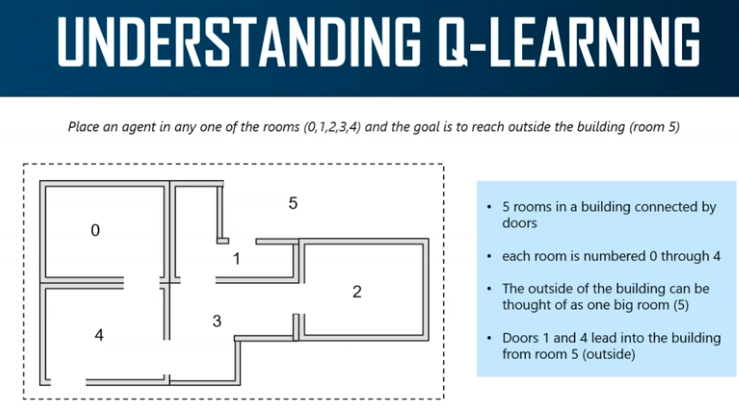 UNDERSTANDING Q-LEARNING
Place an agent in any one of the rooms (0,1,2,3,4) and the goal is to reach outside the building (room 5)
5
0
1
2
3
4
• 5 rooms in a building connected by
doors
• each room is numbered 0 through 4
• The outside of the building can be
thought of as one big room (5)
• Doors 1 and 4 lead into the building
from room 5 (outside)